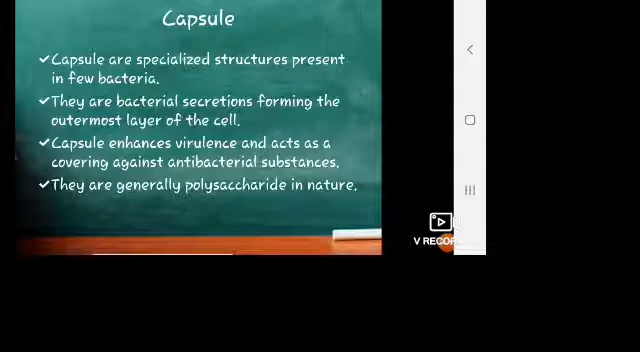 Capsule
✓Capsule are specialized structures present
in few bacteria.
✓They are bacterial secretions forming the
outermost layer of the cell.
✓Capsule enhances virulence and acts as a
covering against antibacterial substances.
✓They are generally polysaccharide in nature.
V RECOR